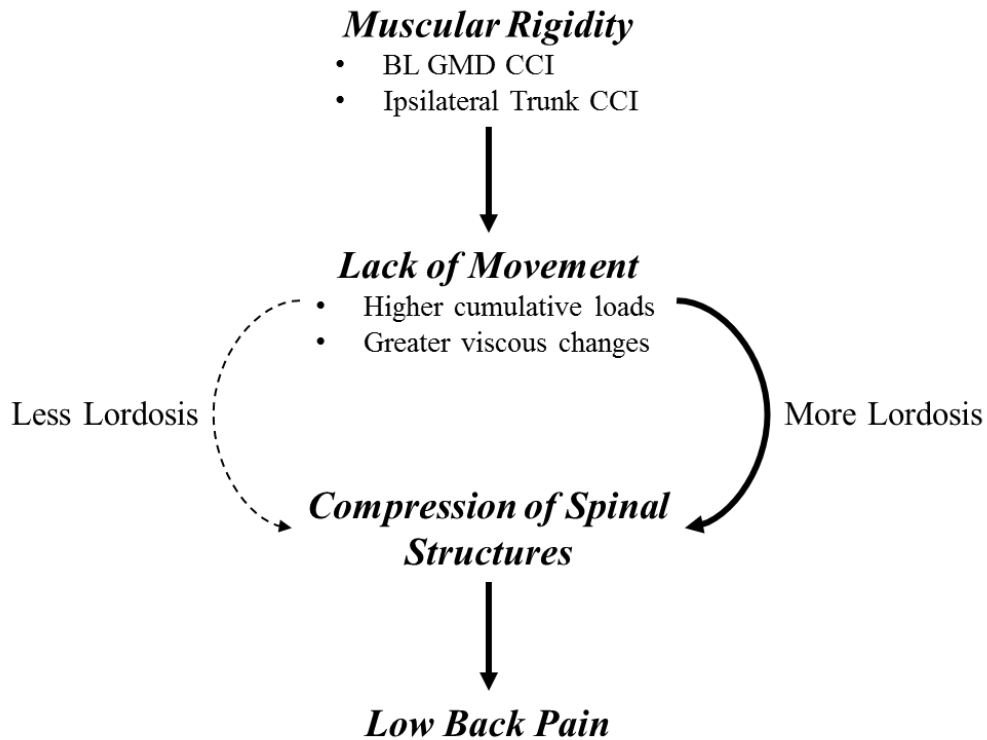 Muscular Rigidity
• BL GMD CCI
• Ipsilateral Trunk CCI
Lack of Movement
• Higher cumulative loads
• Greater viscous changes
Less Lordosis
More Lordosis
Compression of Spinal
Structures
Low Back Pain